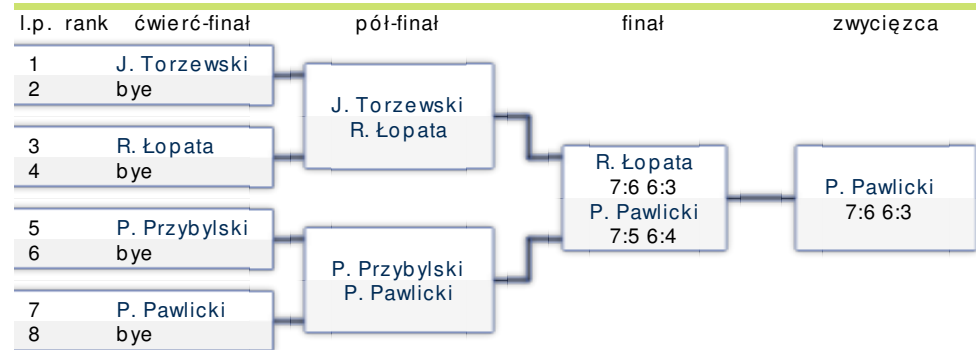 l.p. rank ćwierć-finał pół-finał finał zwycięzca
1 J. Torzewski
2 bye
3 R. Łopata
4 bye
5 P. Przybylski
6 bye
7 P. Pawlicki
8 bye
J. Torzewski
R. Łopata
P. Przybylski
P. Pawlicki
R. Łopata
7:6 6:3
P. Pawlicki
7:5 6:4
P. Pawlicki
7:6 6:3